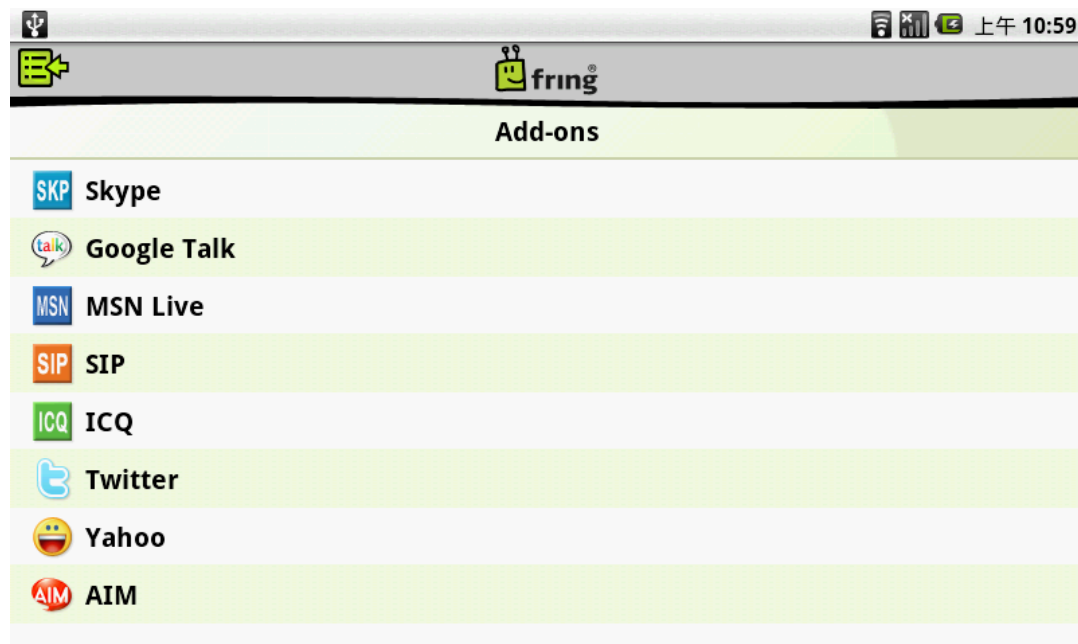 上午 10:59
fring®
Add-ons
SKP Skype
talk Google Talk
MSN MSN Live
SIP SIP
ICQ ICQ
Twitter
Yahoo
AIM AIM